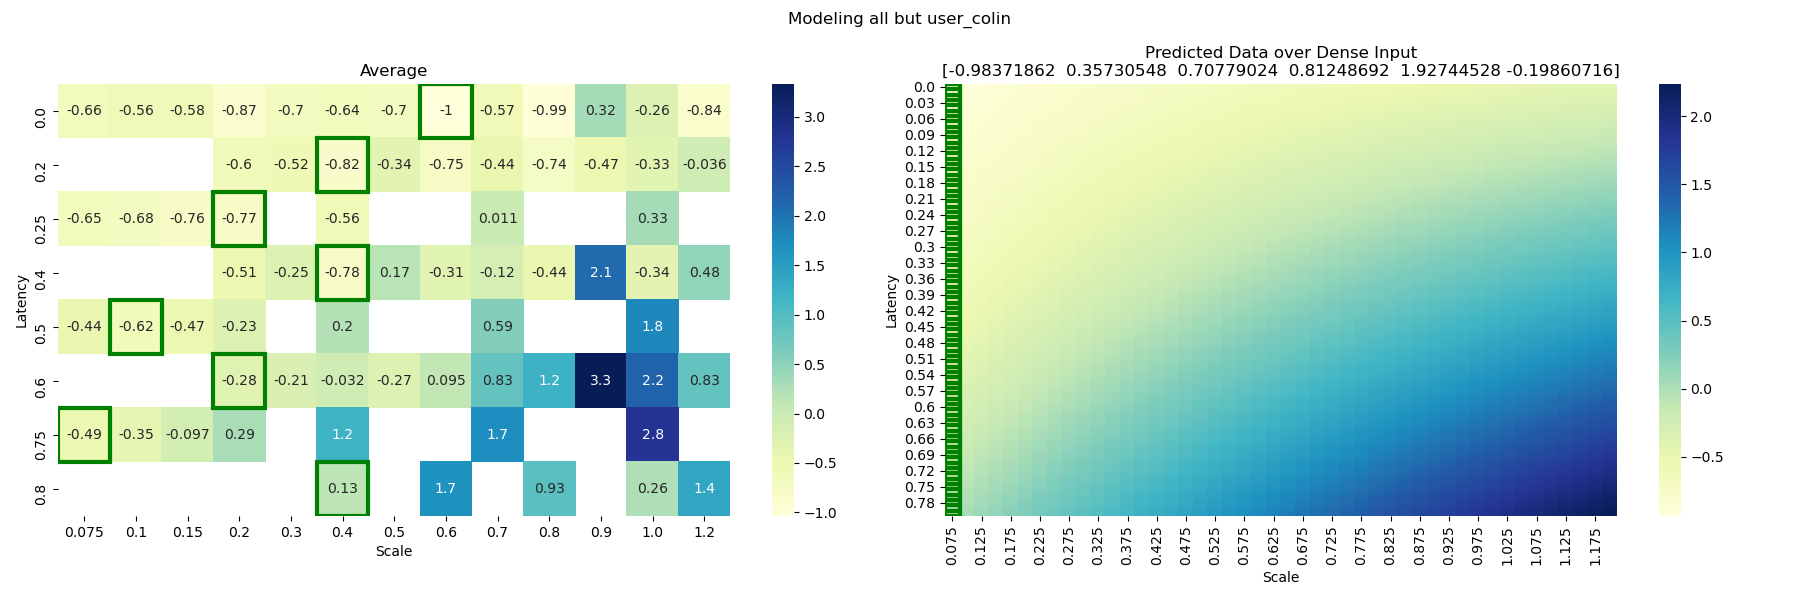 Modeling all but user_colin
Average
0.0 -0.66 -0.56 -0.58 -0.87 -0.7 -0.64 -0.7 -1 -0.57 -0.99 0.32 -0.26 -0.84
0.2 -0.6 -0.52 -0.82 -0.34 -0.75 -0.44 -0.74 -0.47 -0.33 -0.036
0.25 -0.65 -0.68 -0.76 -0.77 -0.56 0.011 0.33
0.4 -0.51 -0.25 -0.78 0.17 -0.31 -0.12 -0.44 2.1 -0.34 0.48
0.5 -0.44 -0.62 -0.47 -0.23 0.2 0.59 1.8
0.6 -0.28 -0.21 -0.032 -0.27 0.095 0.83 1.2 3.3 2.2 0.83
0.75 -0.49 -0.35 -0.097 0.29 1.2 1.7 2.8
0.8 0.13 1.7 0.93 0.26 1.4
0.075 0.1 0.15 0.2 0.3 0.4 0.5 0.6 0.7 0.8 0.9 1.0 1.2
Scale
Latency
3.0
2.5
2.0
1.5
1.0
0.5
0.0
−0.5
−1.0
Predicted Data over Dense Input
[-0.98371862 0.35730548 0.70779024 0.81248692 1.92744528 -0.19860716]
0.0
0.03
0.06
0.09
0.12
0.15
0.18
0.21
0.24
0.27
0.3
0.33
0.36
0.39
0.42
0.45
0.48
0.51
0.54
0.57
0.6
0.63
0.66
0.69
0.72
0.75
0.78
Latency
0.075 0.125 0.175 0.225 0.275 0.325 0.375 0.425 0.475 0.525 0.575 0.625 0.675 0.725 0.775 0.825 0.875 0.925 0.975 1.025 1.075 1.125 1.175
Scale
2.0
1.5
1.0
0.5
0.0
−0.5